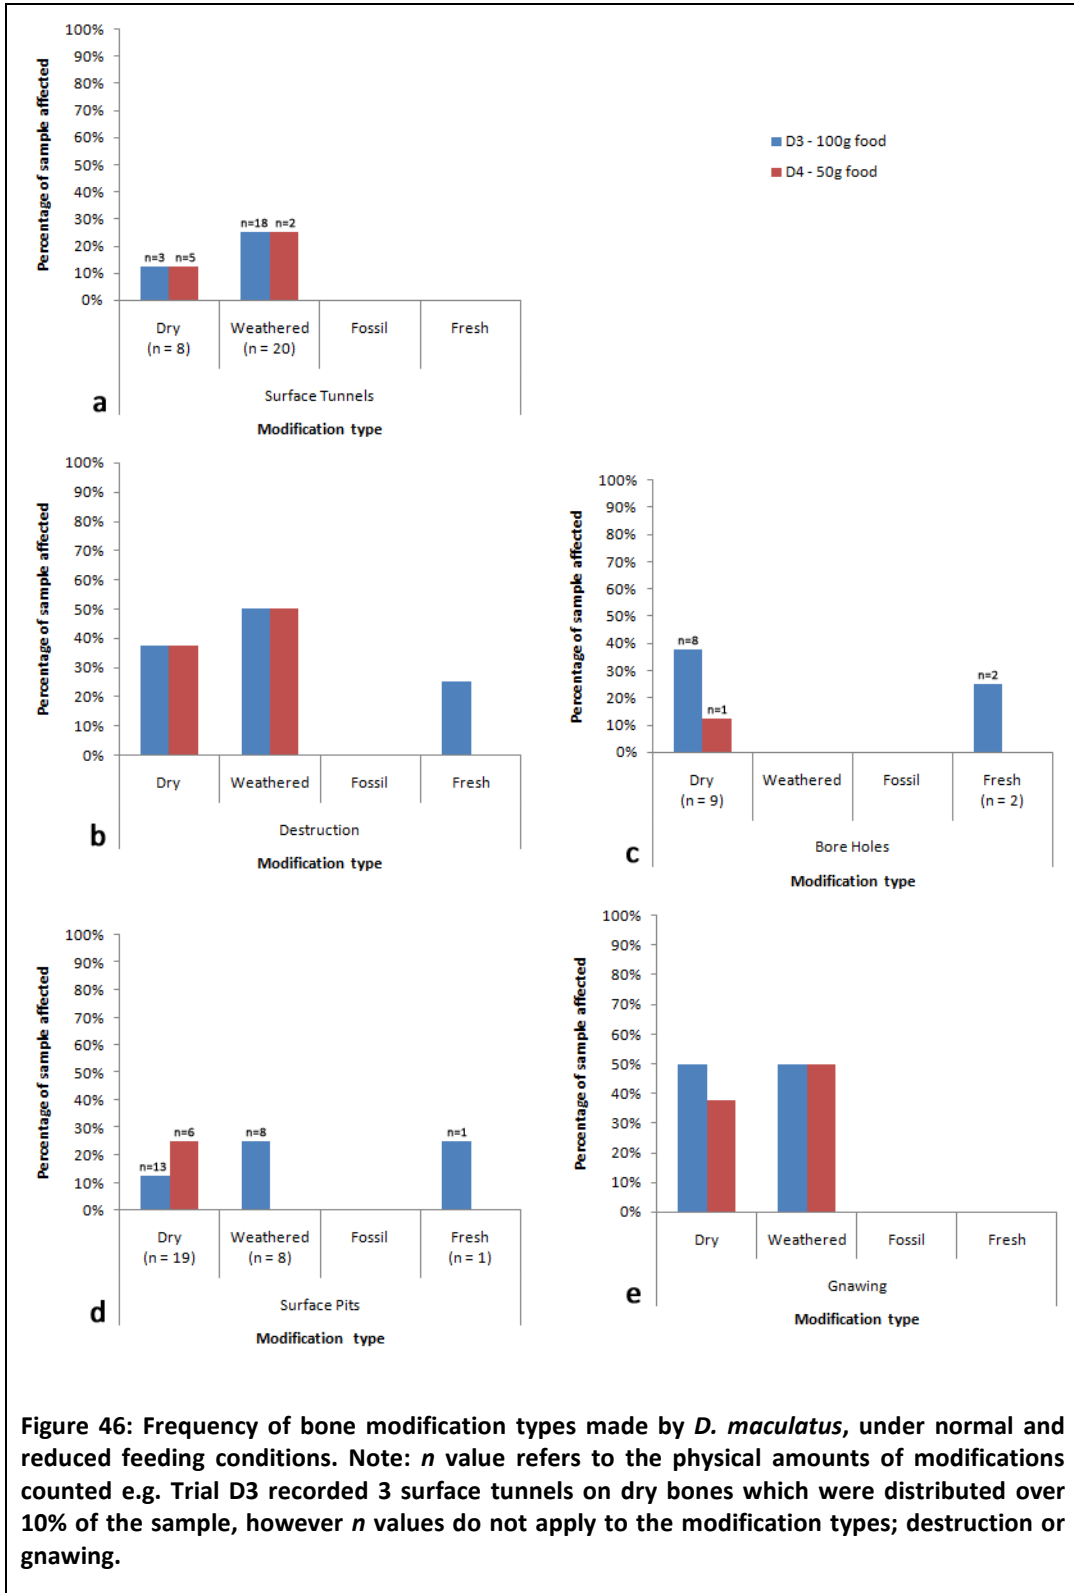 100%
90%
80%
70%
60%
50%
40%
30%
20%
10%
0%
Percentage of sample affected
n=3 n=5
n=18 n=2
Dry Weathered Fossil Fresh
(n = 8) (n = 20)
Surface Tunnels
a
Modification type
D3 - 100g food
D4 - 50g food
100%
90%
80%
70%
60%
50%
40%
30%
20%
10%
0%
Percentage of sample affected
Dry Weathered Fossil Fresh
Destruction
b
Modification type
100%
90%
80%
70%
60%
50%
40%
30%
20%
10%
0%
Percentage of sample affected
n=8
n=1
n=2
Dry Weathered Fossil Fresh
(n = 9) (n = 2)
Bore Holes
c
Modification type
100%
90%
80%
70%
60%
50%
40%
30%
20%
10%
0%
Percentage of sample affected
n=13
n=6
n=8
n=1
Dry Weathered Fossil Fresh
(n = 19) (n = 8) (n = 1)
Surface Pits
d
Modification type
100%
90%
80%
70%
60%
50%
40%
30%
20%
10%
0%
Percentage of sample affected
Dry Weathered Fossil Fresh
Gnawing
e
Modification type
Figure 46: Frequency of bone modification types made by D. maculatus, under normal and
reduced feeding conditions. Note: n value refers to the physical amounts of modifications
counted e.g. Trial D3 recorded 3 surface tunnels on dry bones which were distributed over
10% of the sample, however n values do not apply to the modification types; destruction or
gnawing.